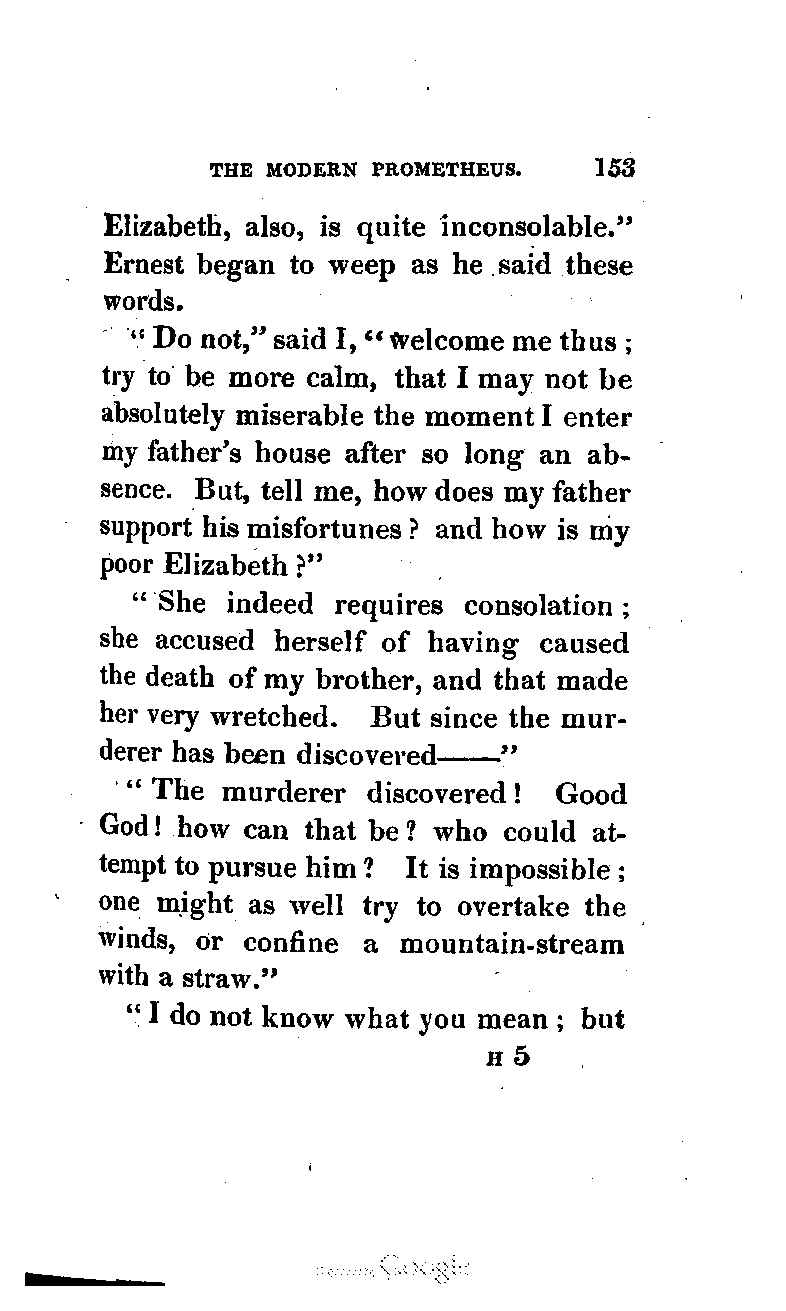 THE MODERN PROMETHEUS. 153
Elizabeth, also, is quite inconsolable."
Ernest began to weep as he said these
words.
"Do not," said I, "welcome me thus;
try to be more calm, that I may not be
absolutely miserable the moment I enter
my father's house after so long an ab-
sence. But, tell me, how does my father
support his misfortunes? and how is my
poor Elizabeth?"
"She indeed requires consolation;
she accused herself of having caused
the death of my brother, and that made
her very wretched. But since the mur-
derer has been discovered——"
"The murderer discovered! Good
God! how can that be? who could at-
tempt to pursue him? It is impossible;
one might as well try to overtake the
winds, or confine a mountain-stream
with a straw."
"I do not know what you mean; but
H 5
Google